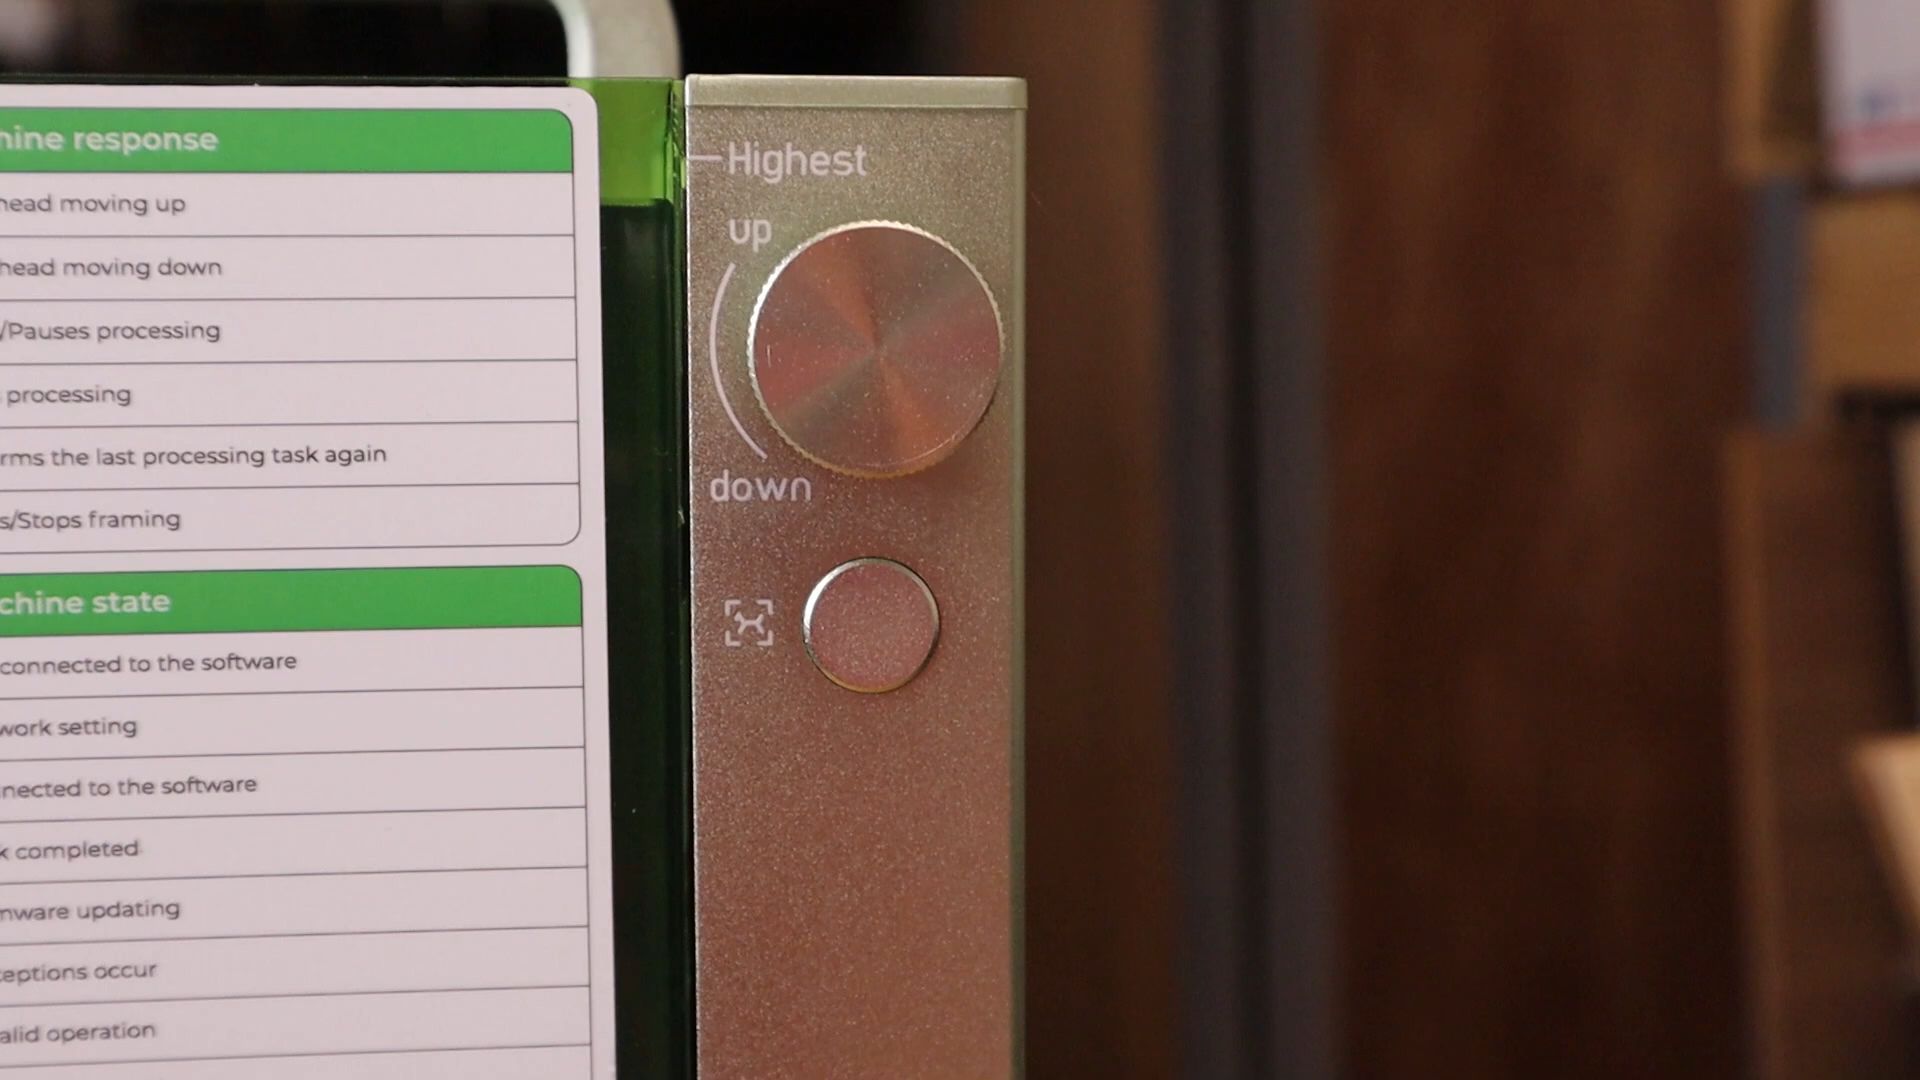 hine response
head moving up
head moving down
/Pauses processing
processing
rms the last processing task again
s/Stops framing
chine state
connected to the software
work setting
nected to the software
k completed
mware updating
eptions occur
alid operation
Highest
up
down